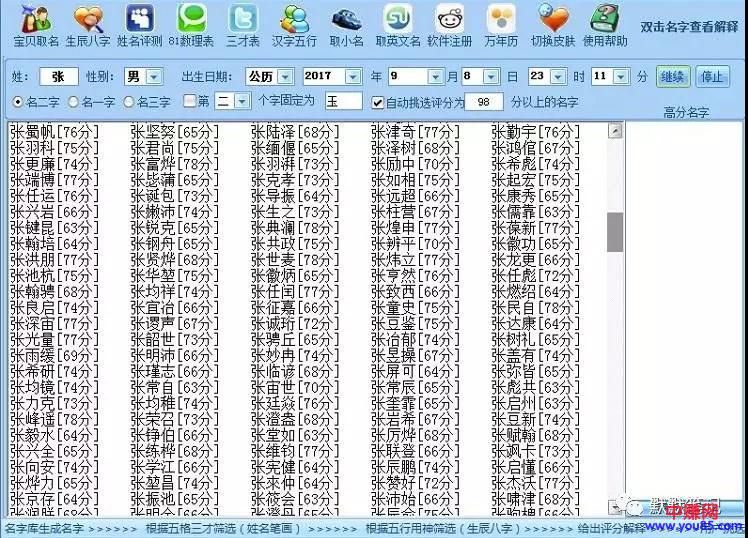 宝贝取名 生辰八字 姓名评测 81数理表 三才表 汉字五行 取小名 取英文名 软件注册 万年历 切换皮肤 使用帮助 双击名字查看解释
姓: 张 性别: 男 出生日期: 公历 2017 年 9 月 8 日 23 时 11 分 继续 停止
名二字 名一字 名三字 第 二 个字固定为 玉 自动挑选评分为 98 分以上的名字 高分名字
张蜀帆[76分] 张坚努[65分] 张陆泽[68分] 张津奇[77分] 张勤宇[76分]
张羽科[75分] 张君尚[75分] 张缅偃[65分] 张泽树[68分] 张鸿倌[67分]
张更廉[74分] 张富烨[78分] 张羽湃[73分] 张励中[70分] 张希彪[74分]
张端博[77分] 张毖蒲[65分] 张克孝[73分] 张如相[75分] 张起宏[75分]
张任运[76分] 张诞包[73分] 张导振[64分] 张远超[66分] 张康秀[65分]
张兴岩[66分] 张嫩沛[74分] 张生之[73分] 张柱营[67分] 张儒靠[63分]
张键昆[63分] 张锐克[65分] 张典澜[78分] 张煌申[77分] 张葆新[77分]
张翰培[64分] 张钢舟[65分] 张共政[75分] 张辨平[70分] 张徽功[65分]
张洪朋[77分] 张贤烨[68分] 张世麦[78分] 张炜立[77分] 张龙更[66分]
张池杭[75分] 张华堃[75分] 张徽炳[65分] 张亨然[76分] 张任彪[72分]
张翰骋[68分] 张均祥[74分] 张任闰[77分] 张致西[66分] 张燃绍[64分]
张良启[74分] 张宣冶[66分] 张征嘉[66分] 张童史[75分] 张民自[78分]
张深宙[77分] 张谡声[67分] 张诚珩[72分] 张豆鉴[75分] 张达康[64分]
张光量[77分] 张韶世[73分] 张骋丘[65分] 张冶郁[74分] 张树礼[65分]
张雨缓[69分] 张明沛[66分] 张妙冉[74分] 张昱操[67分] 张盖有[74分]
张希研[74分] 张瑾志[66分] 张临谚[68分] 张屏可[64分] 张弥皆[65分]
张均镜[74分] 张常自[63分] 张宙世[70分] 张常辰[65分] 张彪共[63分]
张力克[73分] 张均稚[74分] 张廷焱[76分] 张奎霏[65分] 张启州[63分]
张峰遥[78分] 张荣召[73分] 张澄盎[68分] 张岩希[67分] 张豆新[74分]
张毅水[64分] 张铮伯[66分] 张堂如[63分] 张厉烨[68分] 张赋翰[68分]
张兴全[65分] 张练桦[68分] 张维钧[77分] 张联登[66分] 张飒卡[73分]
张向安[74分] 张学江[66分] 张宪健[64分] 张辰鹏[74分] 张启懂[66分]
张烨力[65分] 张堃昌[74分] 张来仲[64分] 张赞好[72分] 张杰沃[77分]
张京存[64分] 张振池[65分] 张筱会[63分] 张沛始[66分] 张啸津[68分]
中赚网
www.you85.com
名字库生成名字 >>>>>> 根据五格三才筛选(姓名笔画) >>>>>> 根据五行用神筛选(生辰八字) >>>>>> 给出评分解释